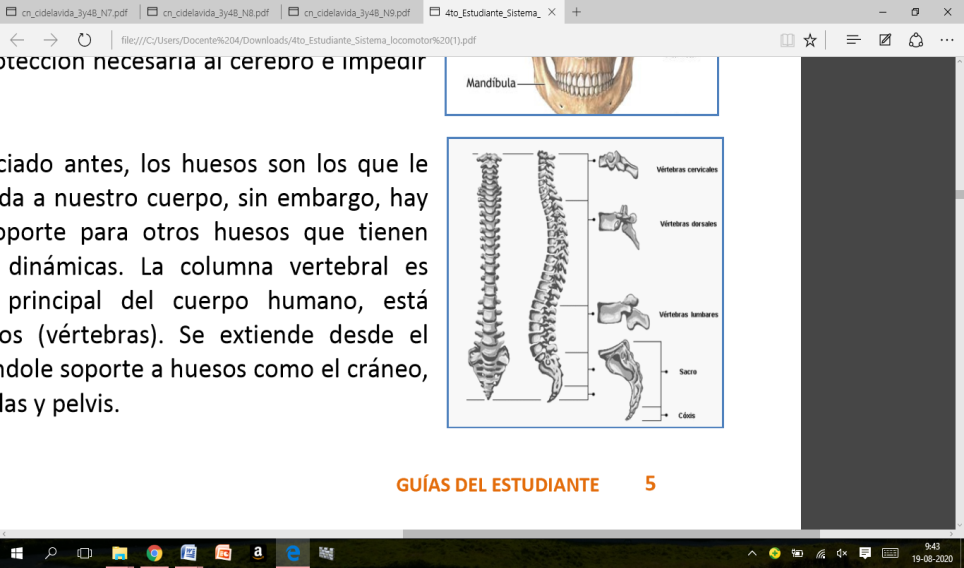 cn_cidelavida_3y4B_N7.pdf
cn_cidelavida_3y4B_N8.pdf
cn_cidelavida_3y4B_N9.pdf
4to_Estudiante_Sistema_
file:///C:/Users/Docente%204/Downloads/4to_Estudiante_Sistema_locomotor%20(1).pdf
otección necesaria al cerebro e impedir
Mandíbula
ciado antes, los huesos son los que le
da a nuestro cuerpo, sin embargo, hay
oporte para otros huesos que tienen
dinámicas. La columna vertebral es
principal del cuerpo humano, está
os (vértebras). Se extiende desde el
ndole soporte a huesos como el cráneo,
las y pelvis.
Vértebras cervicales
Vértebras dorsales
Vértebras lumbares
Sacro
Cóxis
GUÍAS DEL ESTUDIANTE 5
9:43
19-08-2020